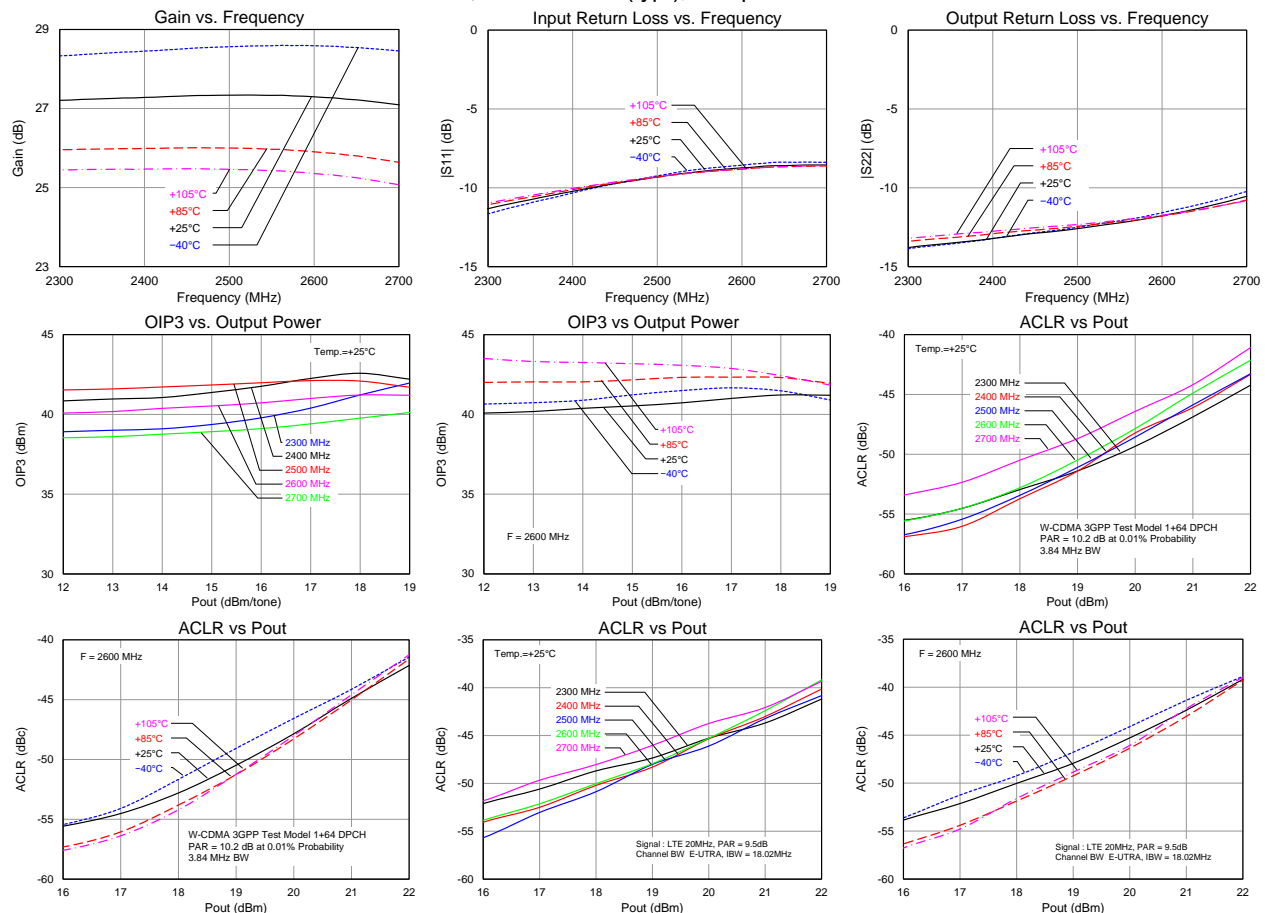 Gain vs. Frequency
29
27
25
23
Gain (dB)
+105°C
+85°C
+25°C
−40°C
2300
2400
2500
2600
2700
Frequency (MHz)
Input Return Loss vs. Frequency
0
-5
-10
-15
|S11| (dB)
+105°C
+85°C
+25°C
−40°C
2300
2400
2500
2600
2700
Frequency (MHz)
Output Return Loss vs. Frequency
0
-5
-10
-15
|S22| (dB)
+105°C
+85°C
+25°C
−40°C
2300
2400
2500
2600
2700
Frequency (MHz)
OIP3 vs. Output Power
45
40
35
30
OIP3 (dBm)
Temp.=+25°C
2300 MHz
2400 MHz
2500 MHz
2600 MHz
2700 MHz
12
13
14
15
16
17
18
19
Pout (dBm/tone)
OIP3 vs Output Power
45
40
35
30
OIP3 (dBm)
+105°C
+85°C
+25°C
−40°C
F = 2600 MHz
12
13
14
15
16
17
18
19
Pout (dBm/tone)
ACLR vs Pout
-40
-45
-50
-55
-60
ACLR (dBc)
Temp.=+25°C
2300 MHz
2400 MHz
2500 MHz
2600 MHz
2700 MHz
W-CDMA 3GPP Test Model 1+64 DPCH
PAR = 10.2 dB at 0.01% Probability
3.84 MHz BW
16
17
18
19
20
21
22
Pout (dBm)
ACLR vs Pout
-40
-45
-50
-55
-60
ACLR (dBc)
F = 2600 MHz
+105°C
+85°C
+25°C
−40°C
W-CDMA 3GPP Test Model 1+64 DPCH
PAR = 10.2 dB at 0.01% Probability
3.84 MHz BW
16
17
18
19
20
21
22
Pout (dBm)
ACLR vs Pout
-35
-40
-45
-50
-55
-60
ACLR (dBc)
Temp.=+25°C
2300 MHz
2400 MHz
2500 MHz
2600 MHz
2700 MHz
Signal : LTE 20MHz, PAR = 9.5dB
Channel BW E-UTRA, IBW = 18.02MHz
16
17
18
19
20
21
22
Pout (dBm)
ACLR vs Pout
-35
-40
-45
-50
-55
-60
ACLR (dBc)
F = 2600 MHz
+105°C
+85°C
+25°C
−40°C
Signal : LTE 20MHz, PAR = 9.5dB
Channel BW E-UTRA, IBW = 18.02MHz
16
17
18
19
20
21
22
Pout (dBm)